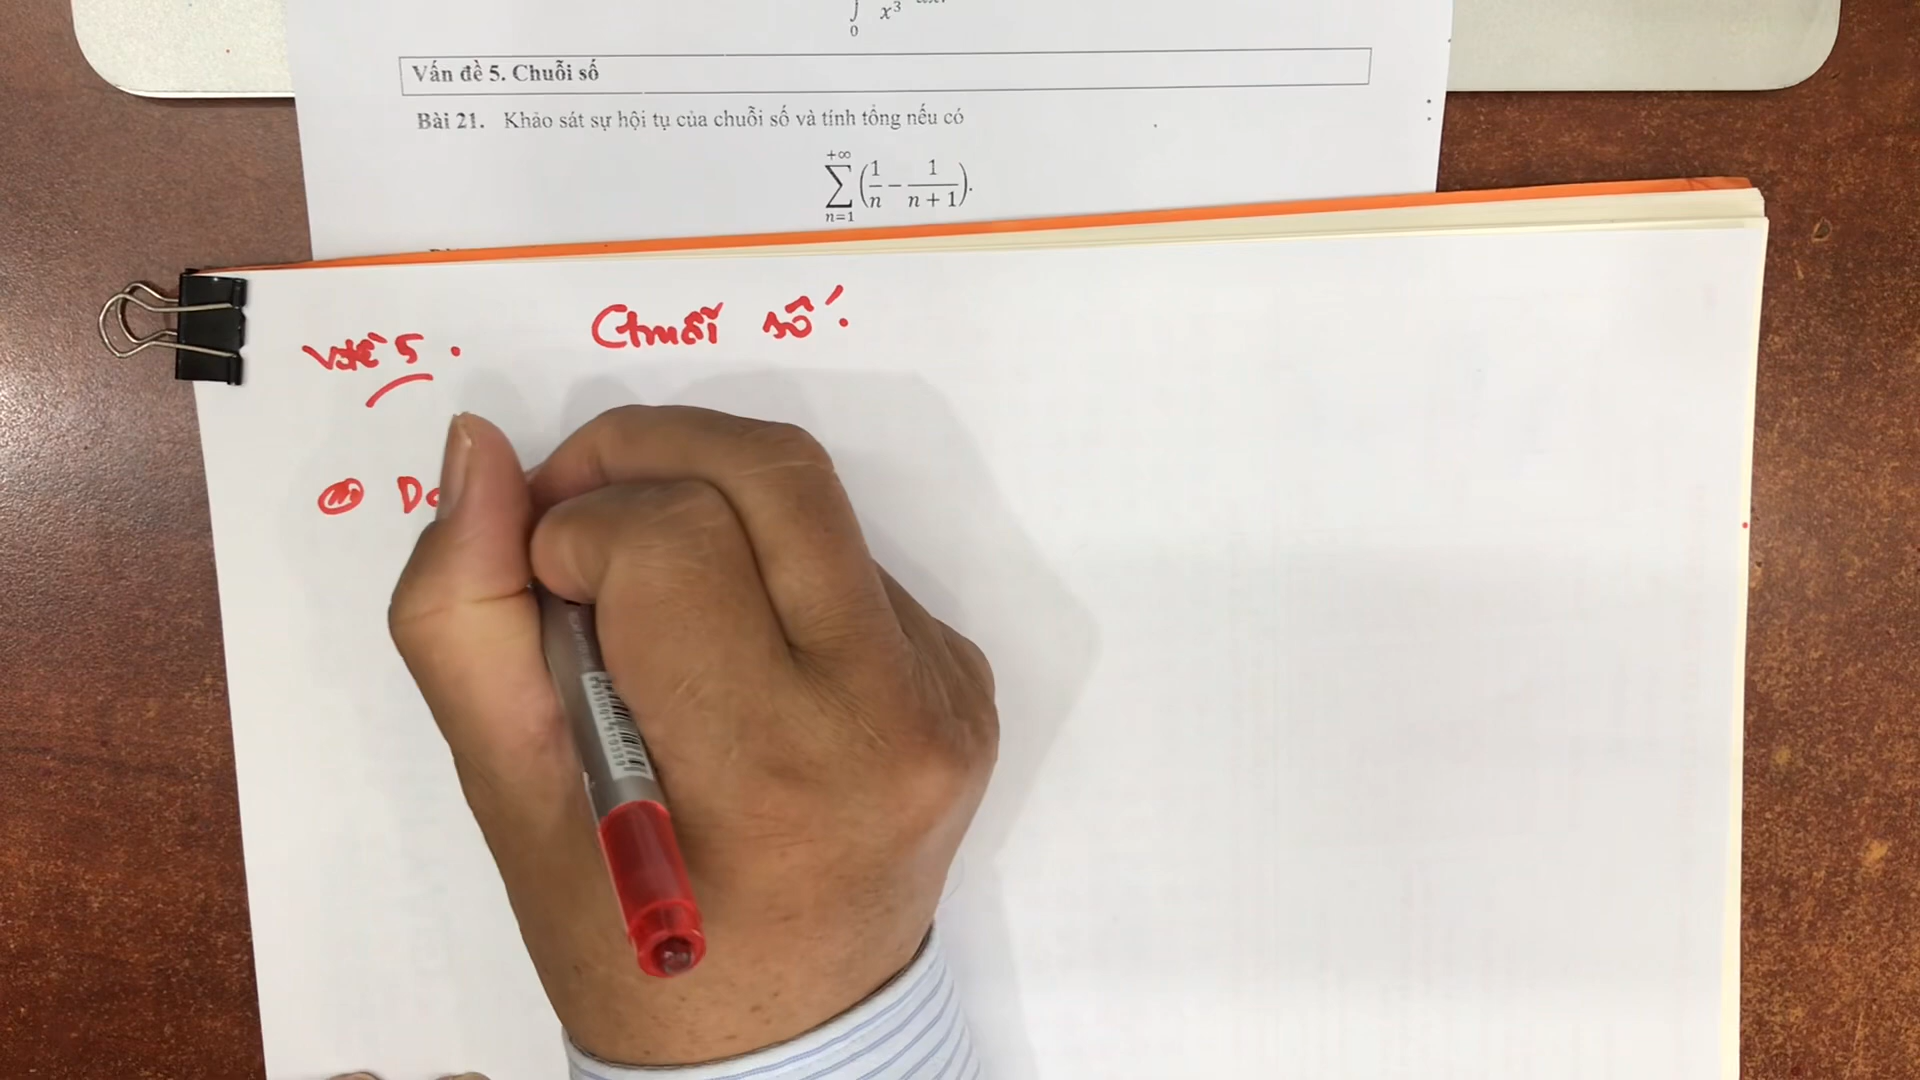 ∫ 0 x³
Vấn đề 5. Chuỗi số
Bài 21. Khảo sát sự hội tụ của chuỗi số và tính tổng nếu có
+∞
∑ (1/n − 1/(n + 1)).
n=1
Vđề 5. Chuỗi số:
D